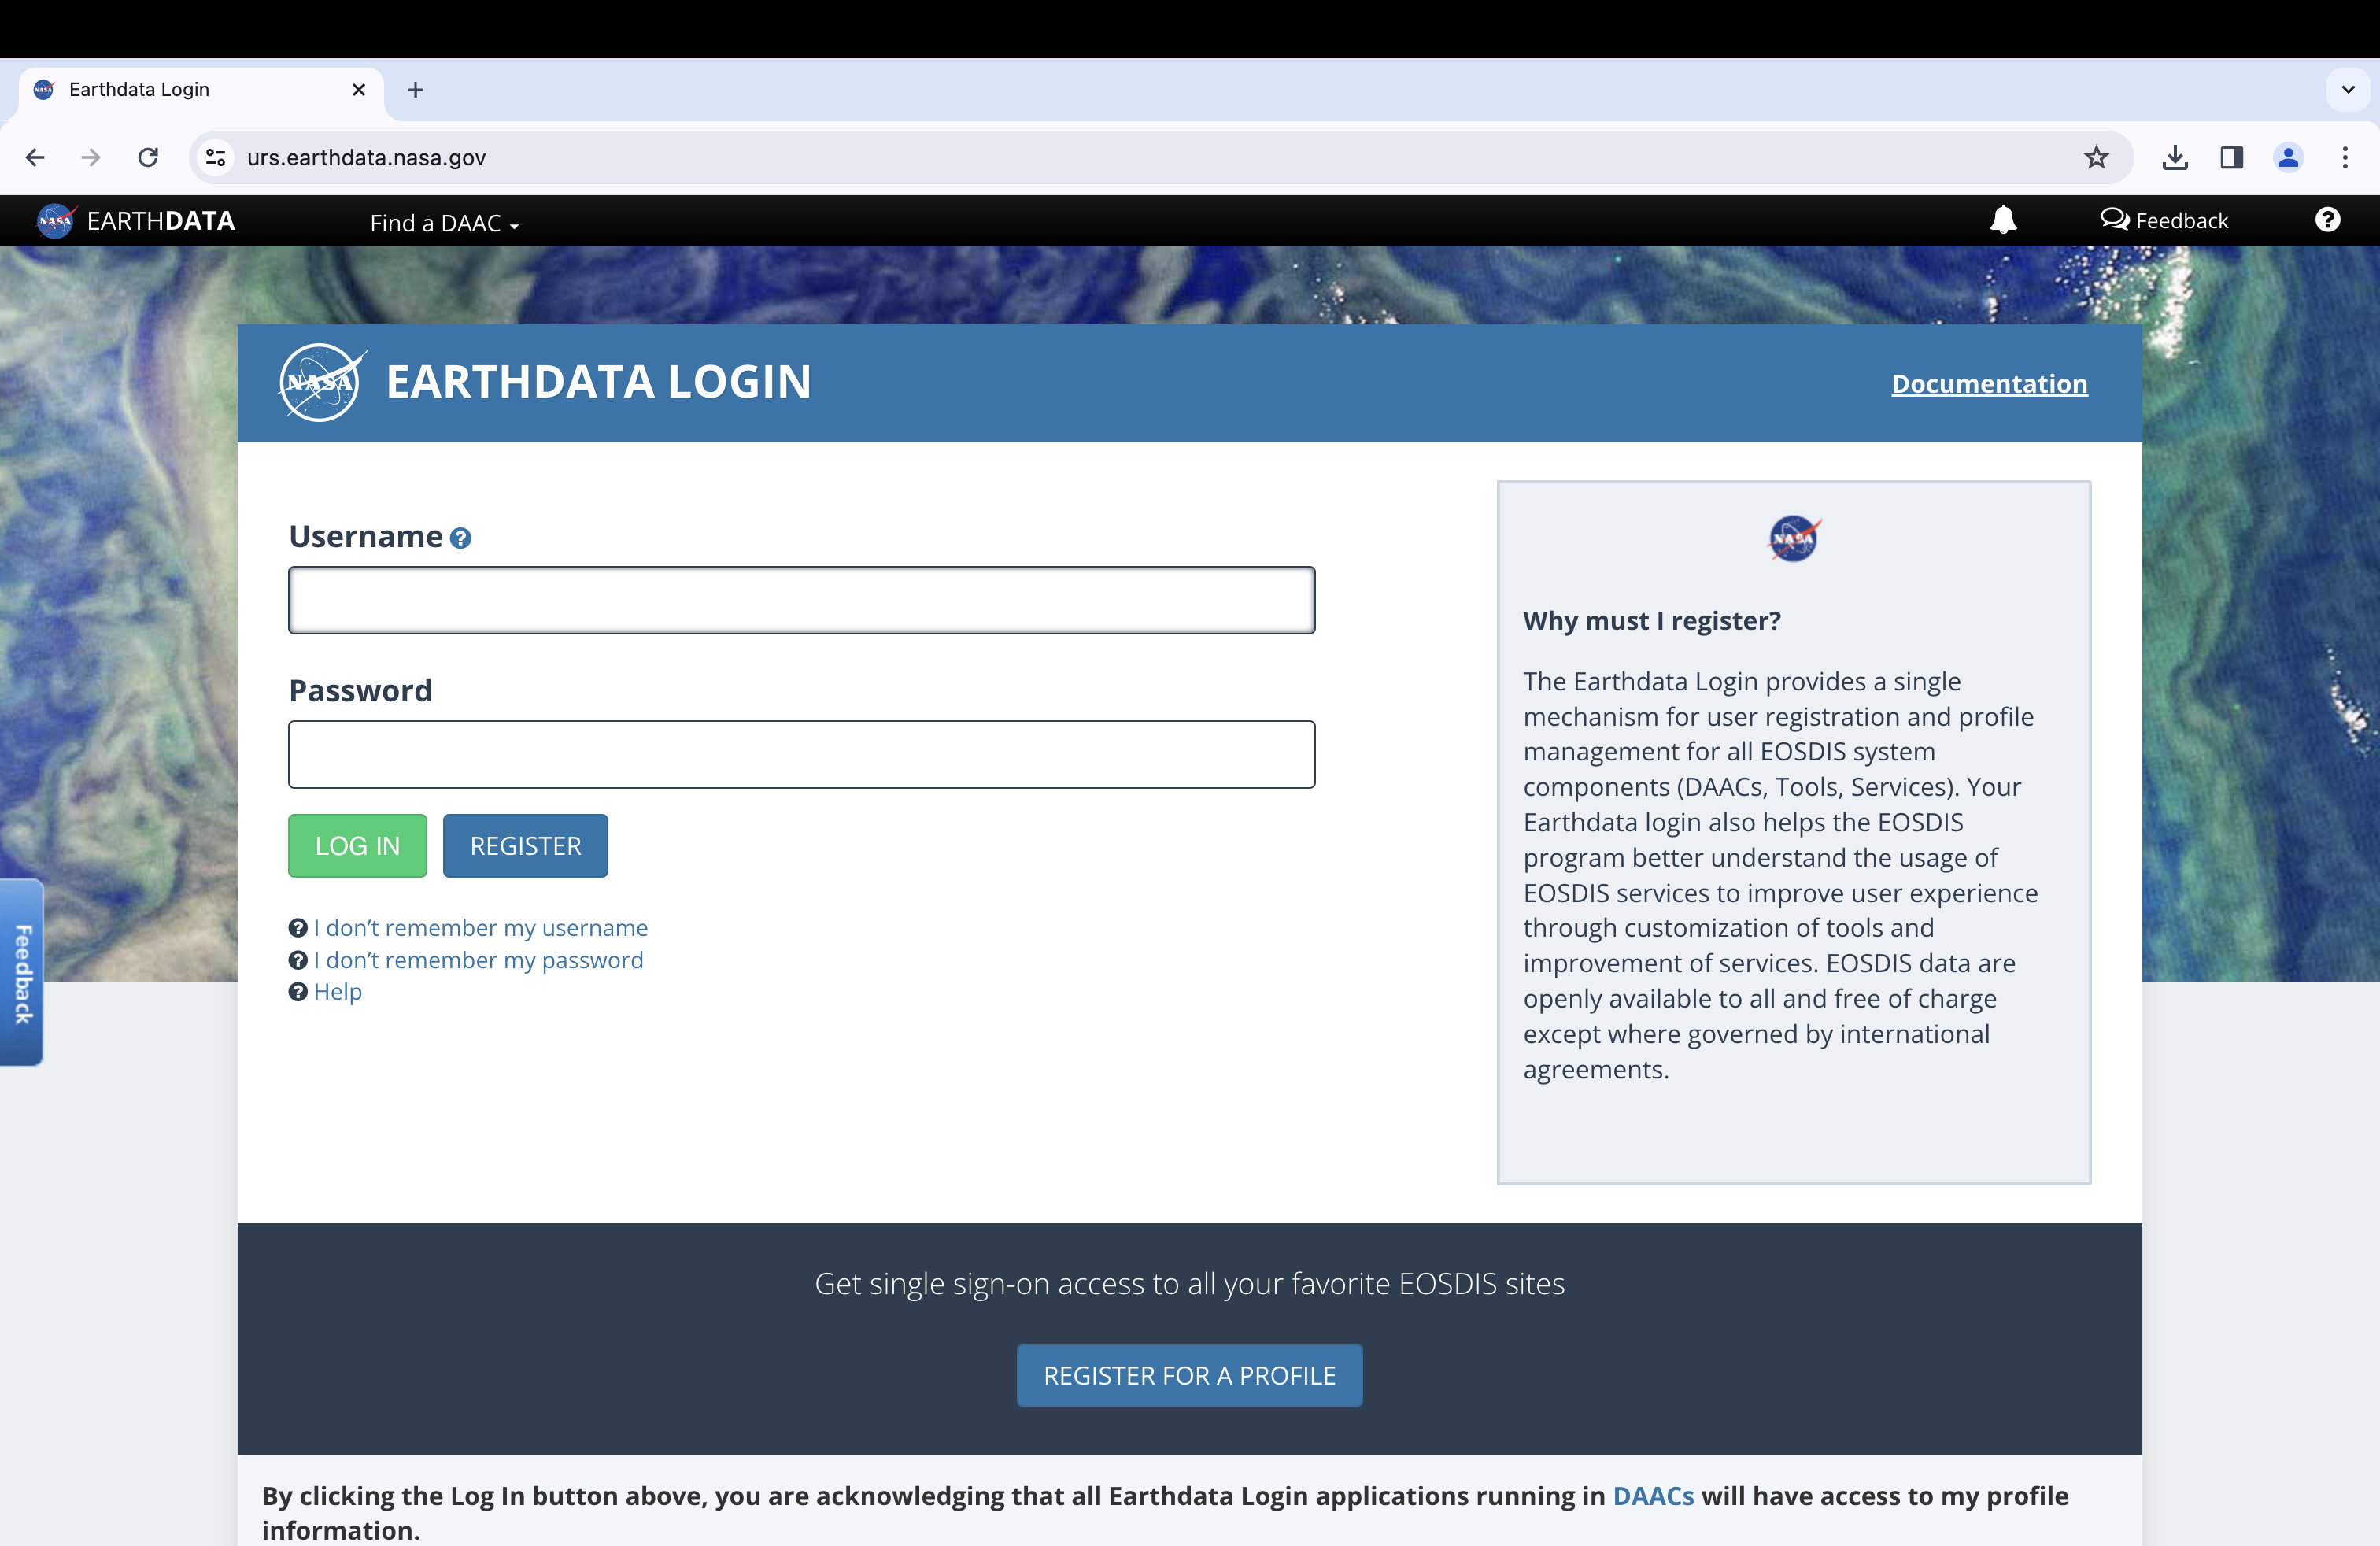 Earthdata Login
urs.earthdata.nasa.gov
NASA EARTHDATA Find a DAAC Feedback
NASA EARTHDATA LOGIN Documentation
Username
Password
LOG IN REGISTER
I don’t remember my username
I don’t remember my password
Help
NASA
Why must I register?
The Earthdata Login provides a single
mechanism for user registration and profile
management for all EOSDIS system
components (DAACs, Tools, Services). Your
Earthdata login also helps the EOSDIS
program better understand the usage of
EOSDIS services to improve user experience
through customization of tools and
improvement of services. EOSDIS data are
openly available to all and free of charge
except where governed by international
agreements.
Feedback
Get single sign-on access to all your favorite EOSDIS sites
REGISTER FOR A PROFILE
By clicking the Log In button above, you are acknowledging that all Earthdata Login applications running in DAACs will have access to my profile
information.